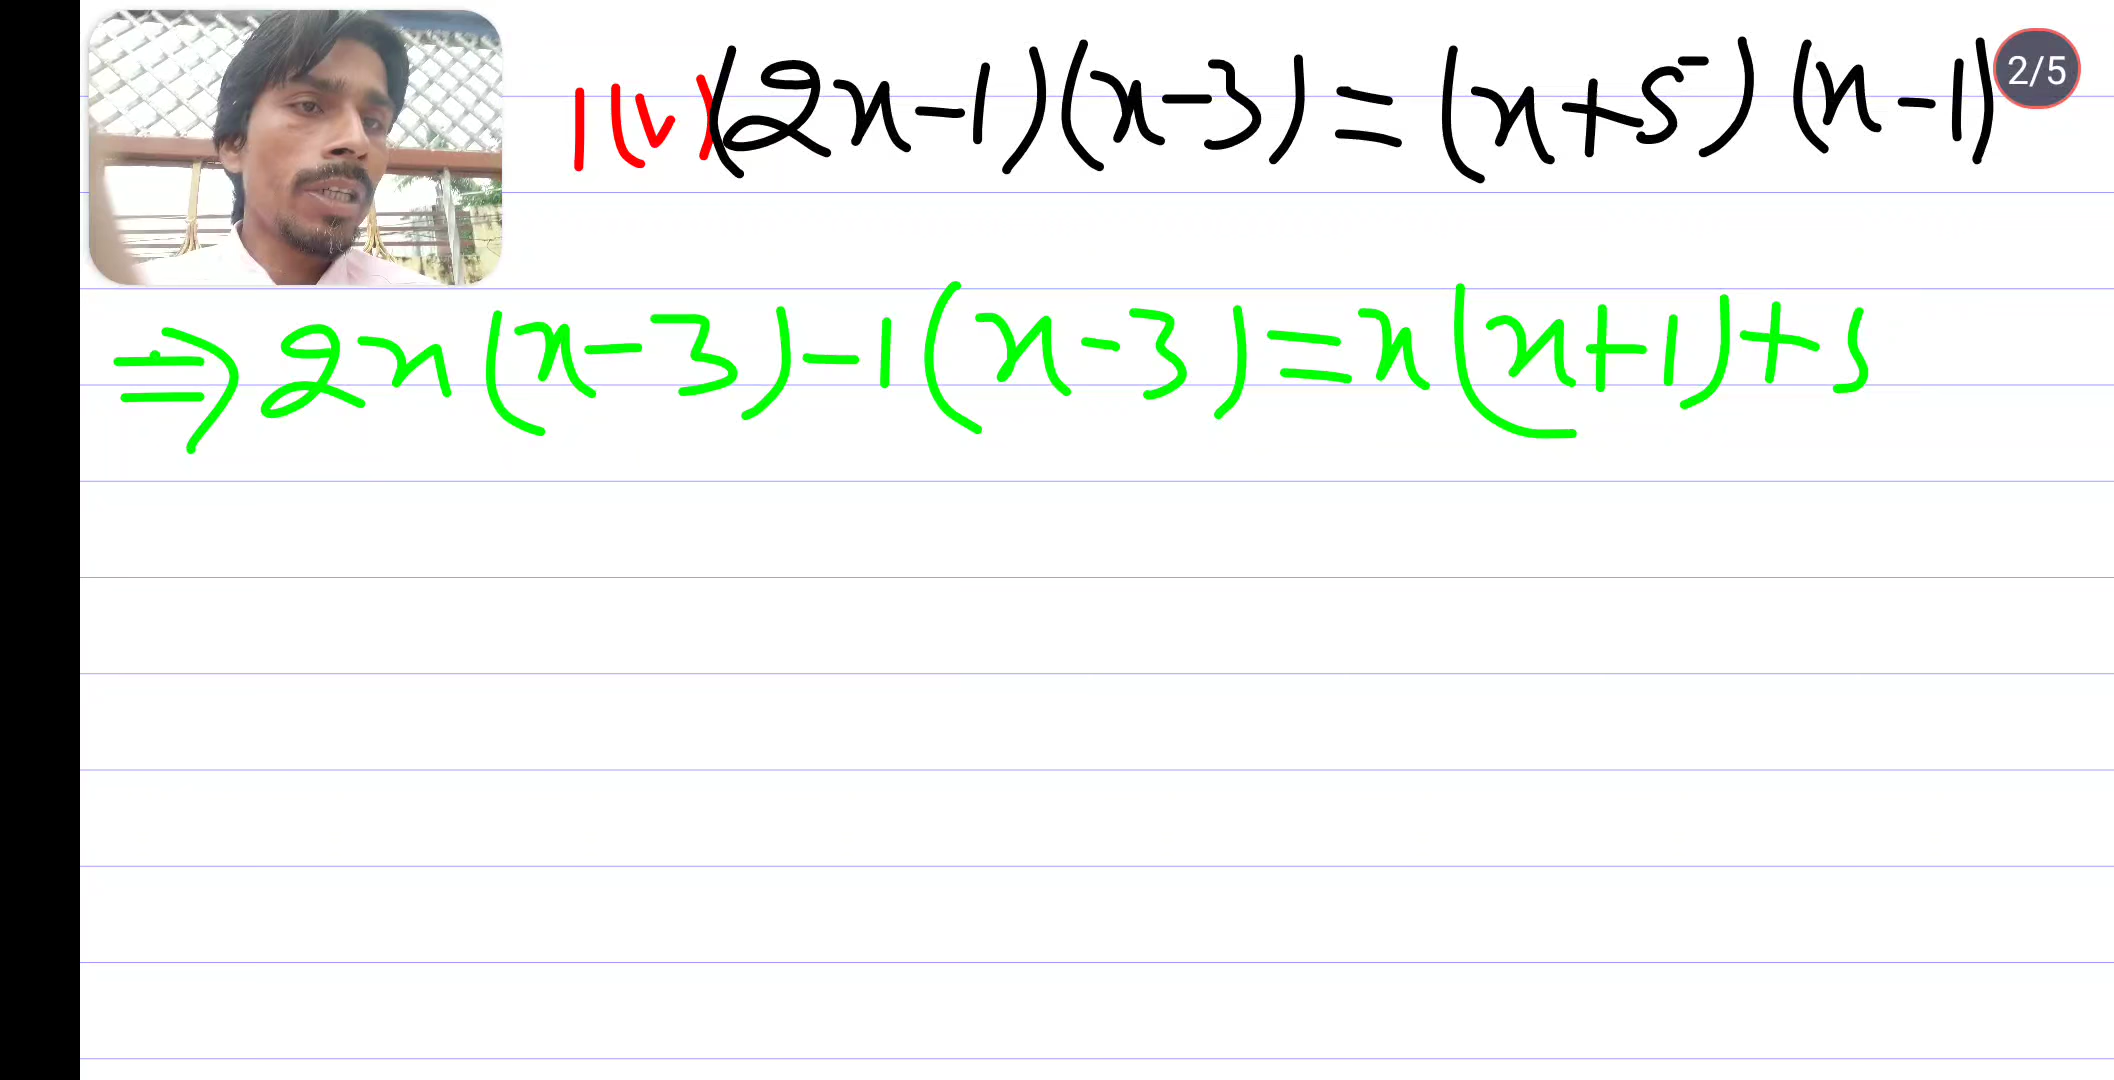 1(v) (2x-1)(x-3) = (x+5)(x-1)
2/5
⇒ 2x(x-3)-1(x-3) = x(x+1)+5